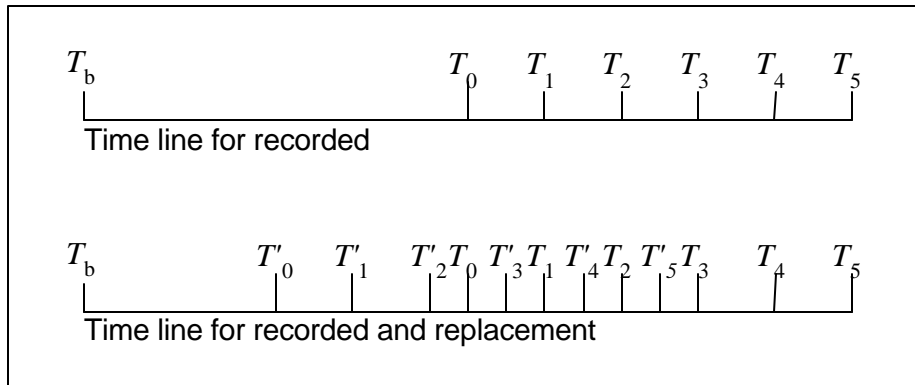 T_b T_0 T_1 T_2 T_3 T_4 T_5
Time line for recorded
T_b T'_0 T'_1 T'_2 T_0 T'_3 T_1 T'_4 T_2 T'_5 T_3 T_4 T_5
Time line for recorded and replacement